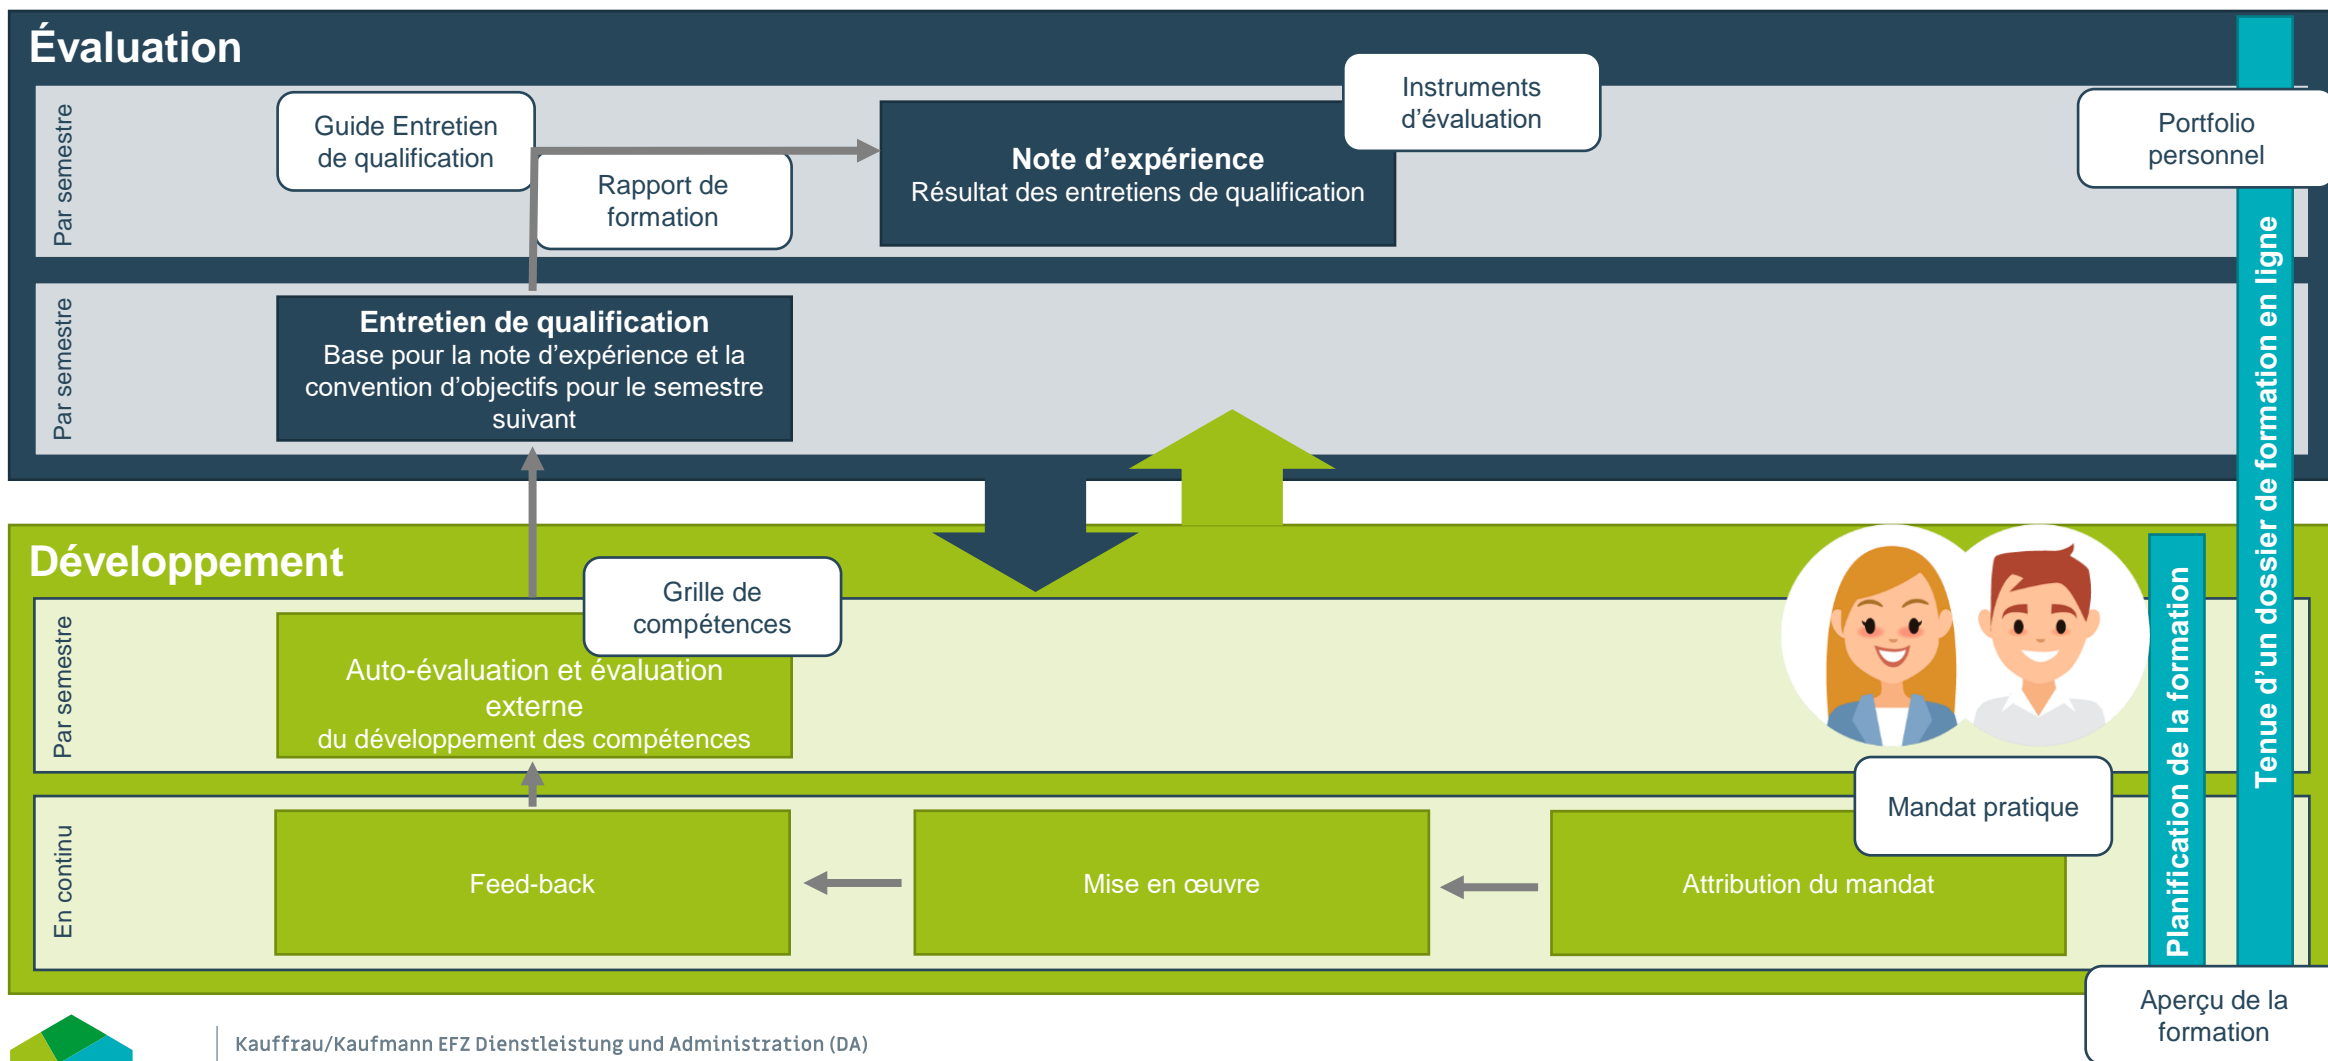 Évaluation
Par semestre
Guide Entretien
de qualification
Rapport de
formation
Note d’expérience
Résultat des entretiens de qualification
Instruments
d’évaluation
Portfolio
personnel
Par semestre
Entretien de qualification
Base pour la note d’expérience et la
convention d’objectifs pour le semestre
suivant
Tenue d’un dossier de formation en ligne
Développement
Par semestre
Grille de
compétences
Auto-évaluation et évaluation
externe
du développement des compétences
Planification de la formation
En continu
Feed-back
Mise en œuvre
Attribution du mandat
Mandat pratique
Aperçu de la
formation
Kauffrau/Kaufmann EFZ Dienstleistung und Administration (DA)